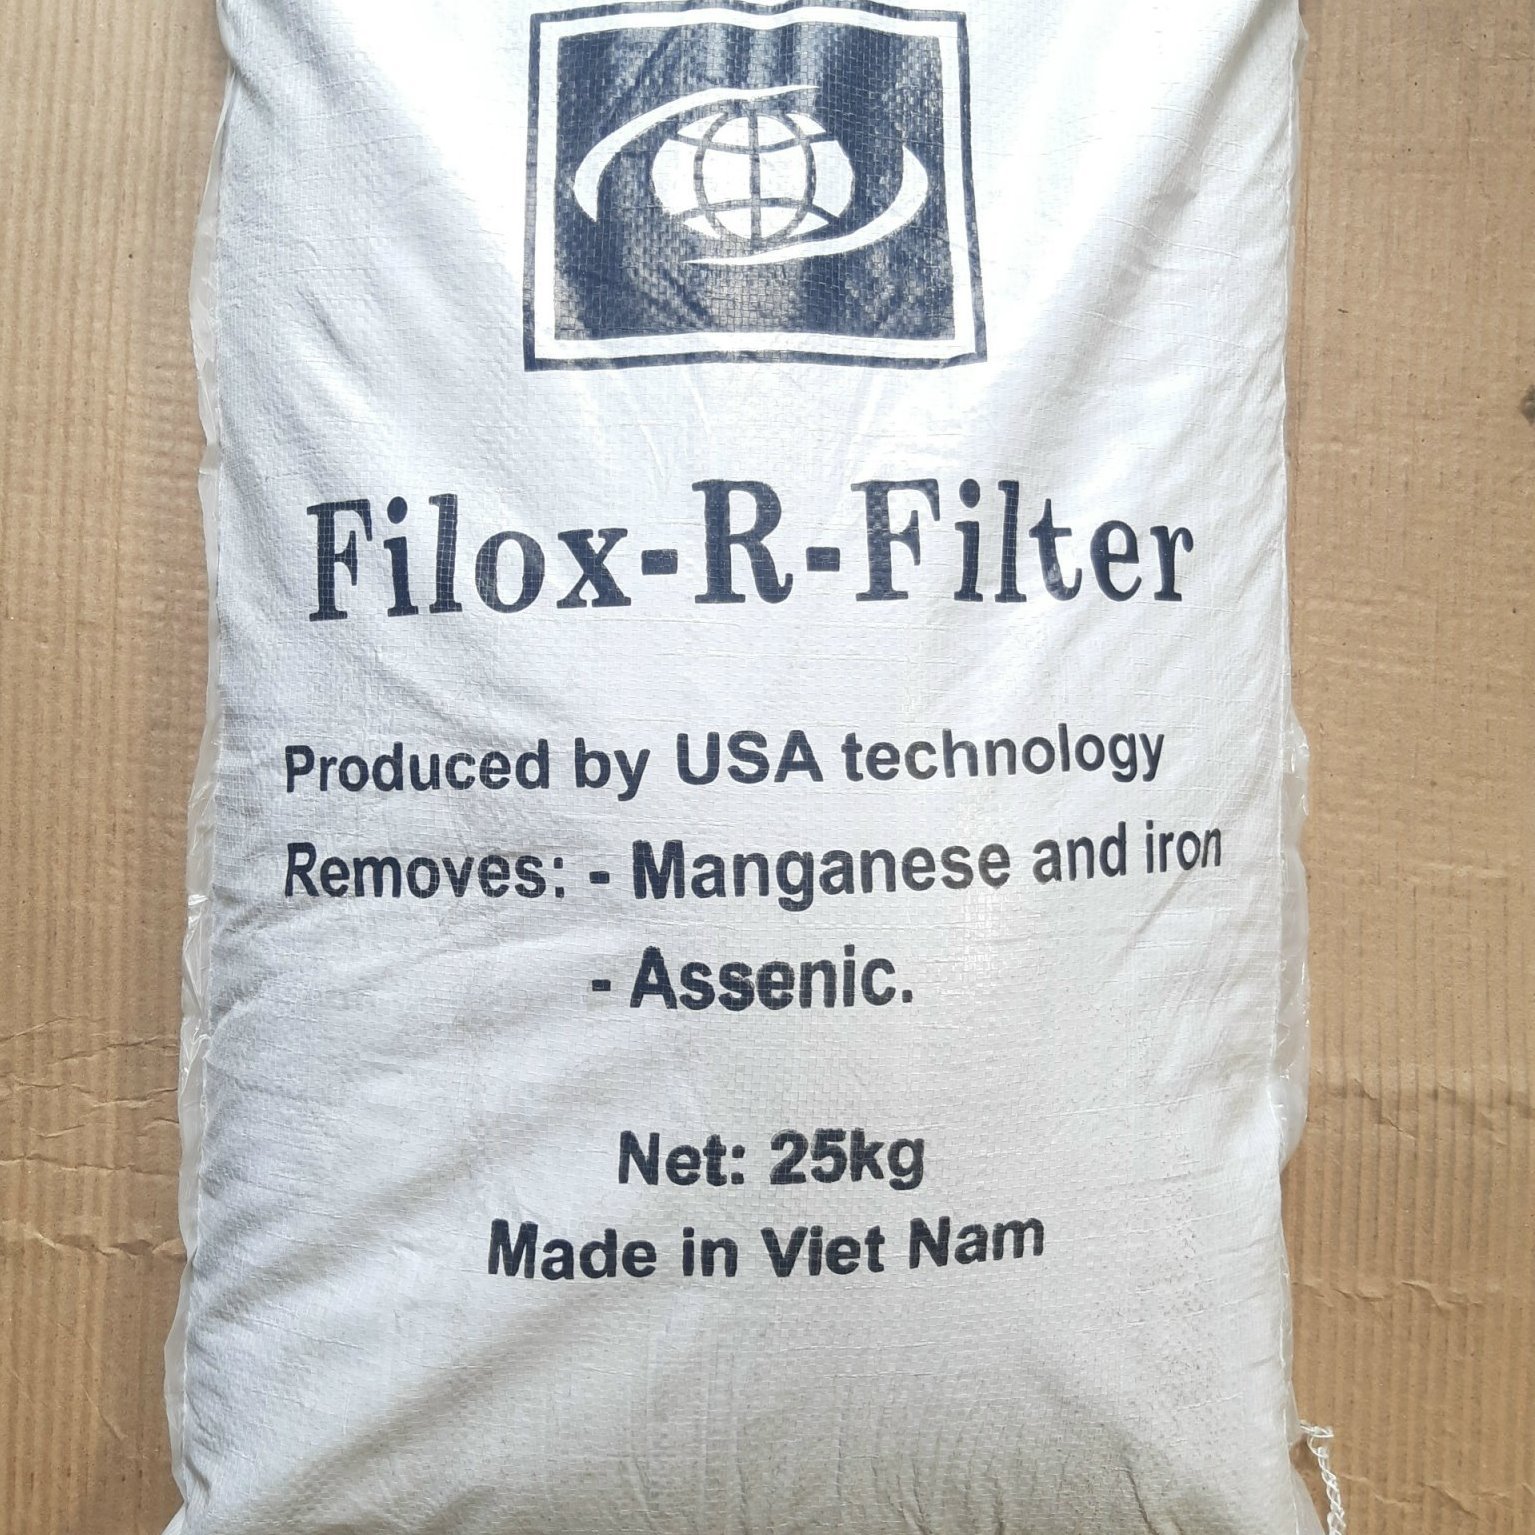 Filox-R-Filter
Produced by USA technology
Removes: - Manganese and iron
- Assenic.
Net: 25kg
Made in Viet Nam